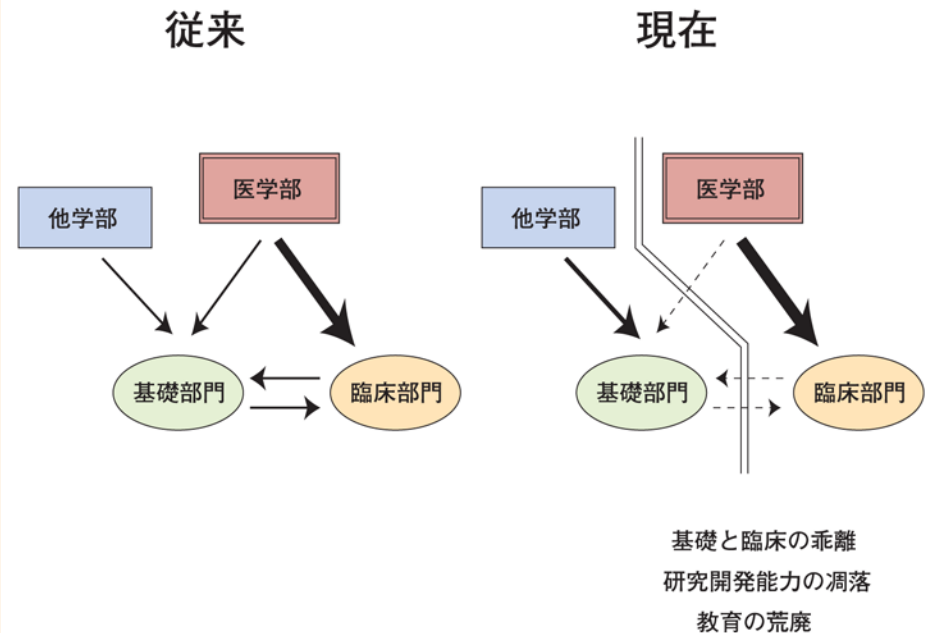 従来
現在
医学部
他学部
基礎部門
臨床部門
医学部
他学部
基礎部門
臨床部門
基礎と臨床の乖離
研究開発能力の凋落
教育の荒廃